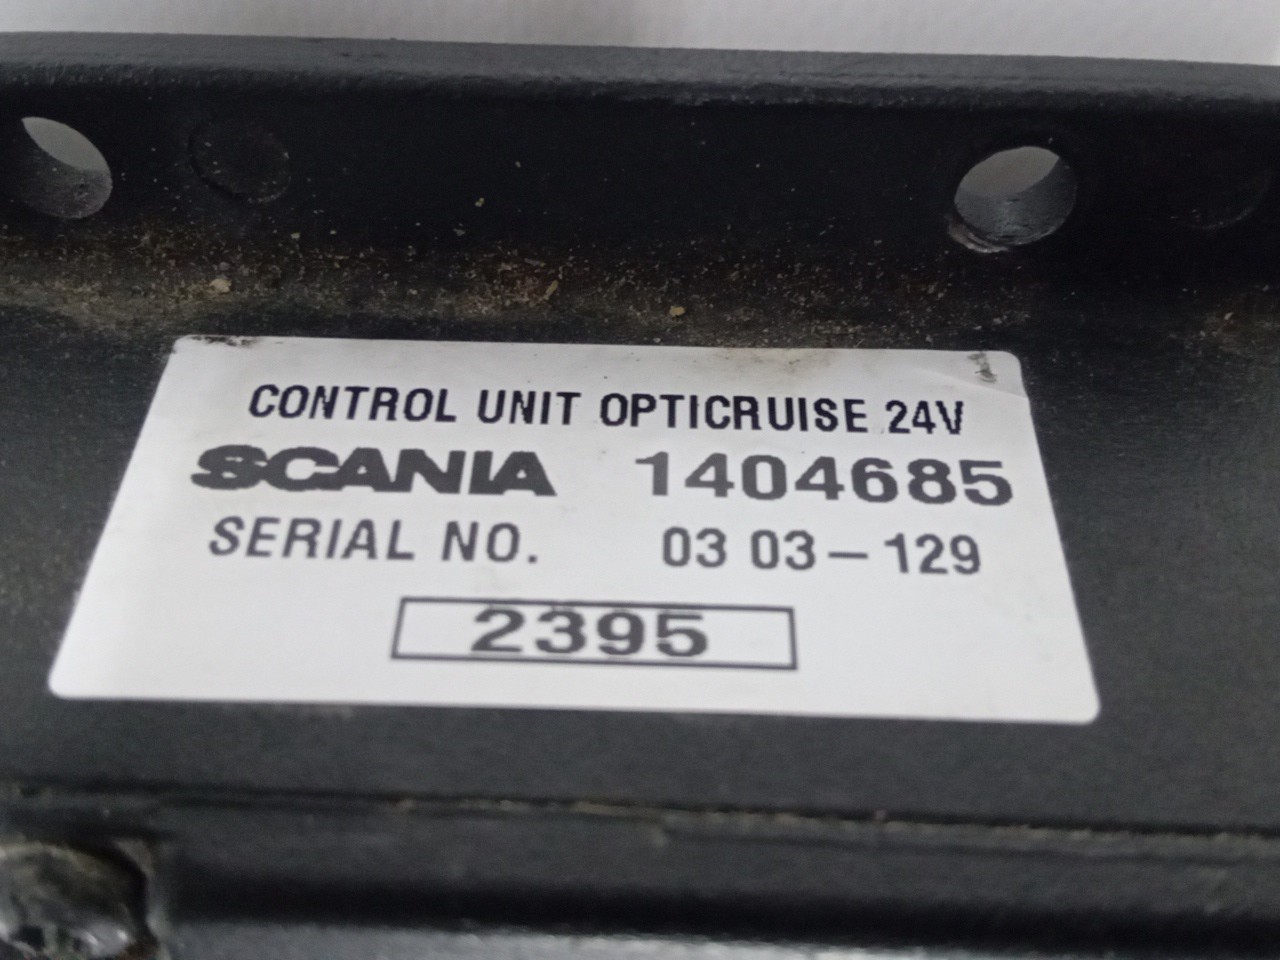 CONTROL UNIT OPTICRUISE 24V
SCANIA 1404685
SERIAL NO. 03 03-129
2395